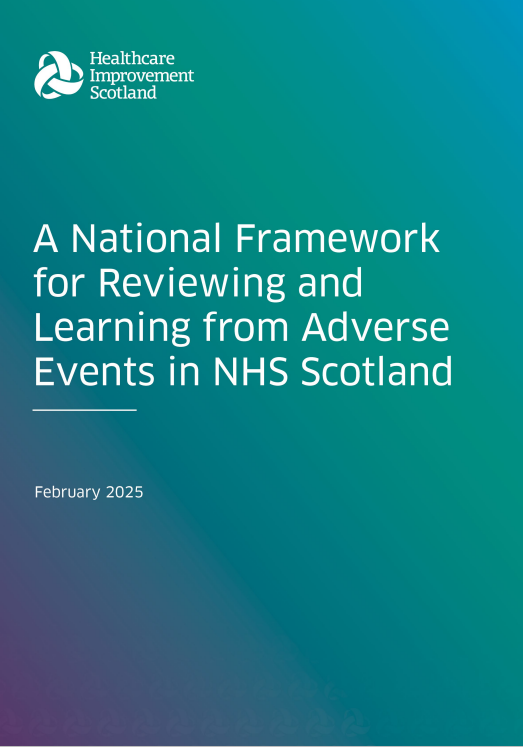 Healthcare
Improvement
Scotland
A National Framework
for Reviewing and
Learning from Adverse
Events in NHS Scotland
February 2025